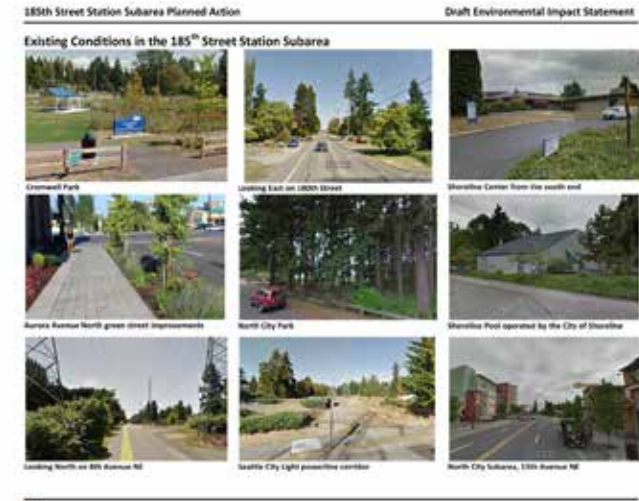 185th Street Station Subarea Planned Action Draft Environmental Impact Statement
Existing Conditions in the 185th Street Station Subarea
Cromwell Park Looking East on 180th Street Shoreline Center from the south end
Aurora Avenue North green street improvements North City Park Shoreline Pool operated by the City of Shoreline
Looking North on 8th Avenue NE Seattle City Light powerline corridor North City Subarea, 15th Avenue NE